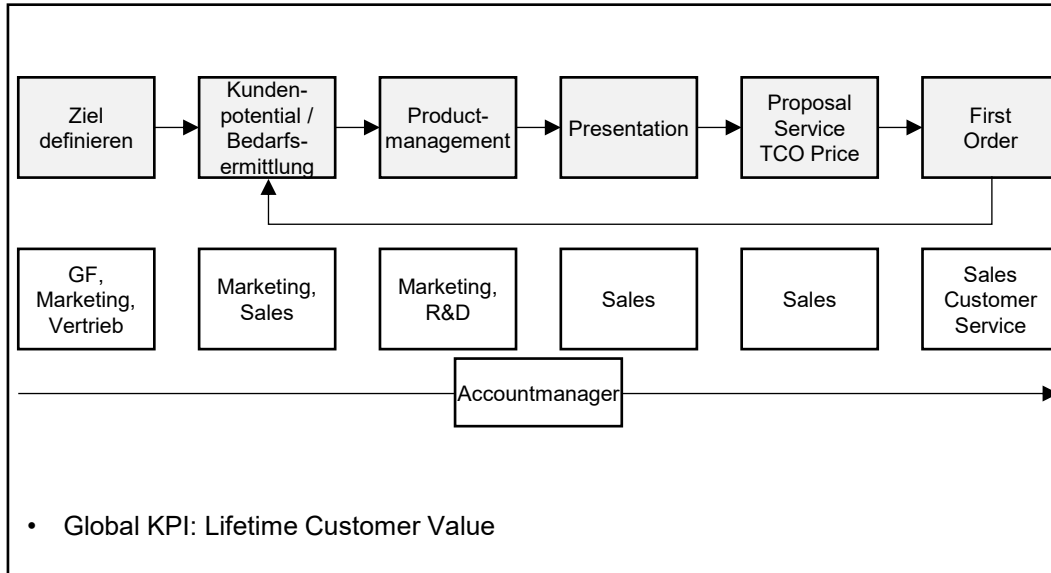 Ziel
definieren
Kunden-
potential /
Bedarfs-
ermittlung
Product-
management
Presentation
Proposal
Service
TCO Price
First
Order
GF,
Marketing,
Vertrieb
Marketing,
Sales
Marketing,
R&D
Sales
Sales
Sales
Customer
Service
Accountmanager
• Global KPI: Lifetime Customer Value